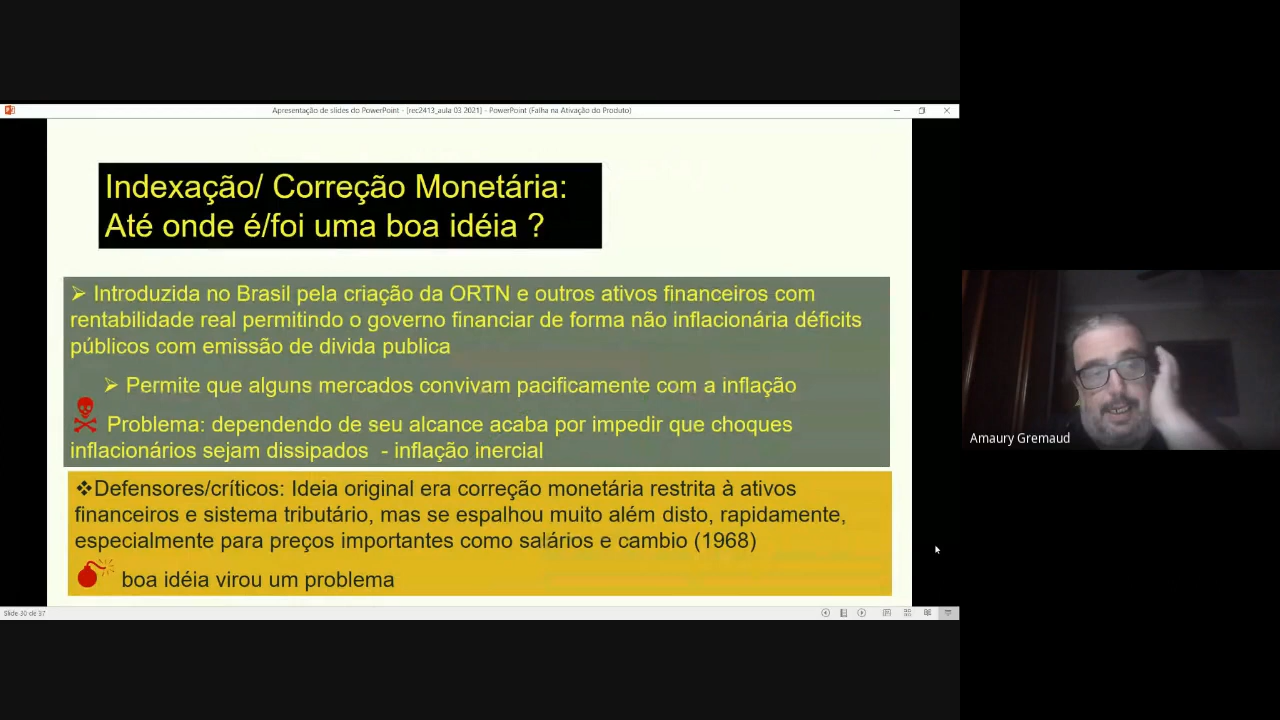 Apresentação de slides do PowerPoint - [rec2413_aula 03 2021] - PowerPoint (Falha na Ativação do Produto)
Indexação/ Correção Monetária:
Até onde é/foi uma boa idéia ?
➢ Introduzida no Brasil pela criação da ORTN e outros ativos financeiros com
rentabilidade real permitindo o governo financiar de forma não inflacionária déficits
públicos com emissão de divida publica
➢ Permite que alguns mercados convivam pacificamente com a inflação
Problema: dependendo de seu alcance acaba por impedir que choques
inflacionários sejam dissipados - inflação inercial
❖Defensores/críticos: Ideia original era correção monetária restrita à ativos
financeiros e sistema tributário, mas se espalhou muito além disto, rapidamente,
especialmente para preços importantes como salários e cambio (1968)
boa idéia virou um problema
Slide 30 de 37
Amaury Gremaud